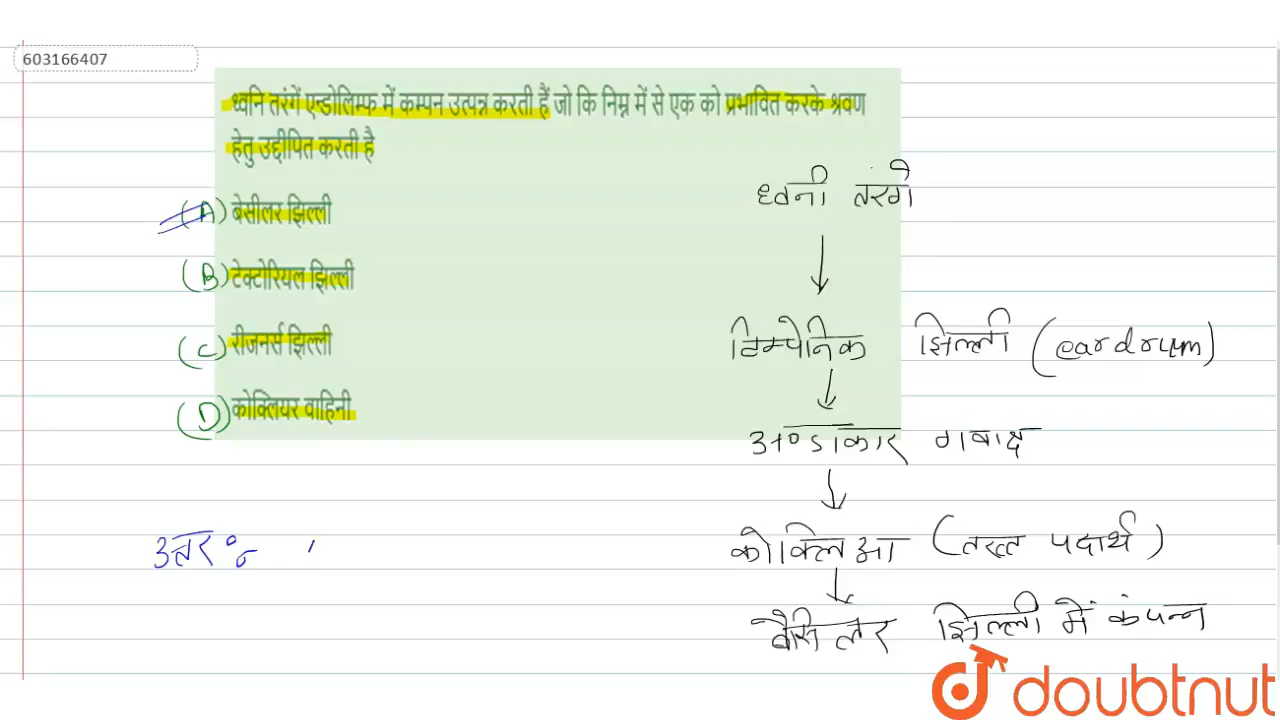 603166407
ध्वनि तरंगें एन्डोलिम्फ में कम्पन उत्पन्न करती हैं जो कि निम्न में से एक को प्रभावित करके श्रवण
हेतु उद्दीपित करती है
(A) बेसीलर झिल्ली
(B) टेक्टोरियल झिल्ली
(C) रीजनर्स झिल्ली
(D) कोक्लियर वाहिनी
उत्तर :
ध्वनी तरंगे
टिम्पेनिक झिल्ली (eardrum)
अण्डाकार गवाक्ष
कोक्लिआ (तरल पदार्थ)
बैसिलर झिल्ली में कंपन्न
doubtnut